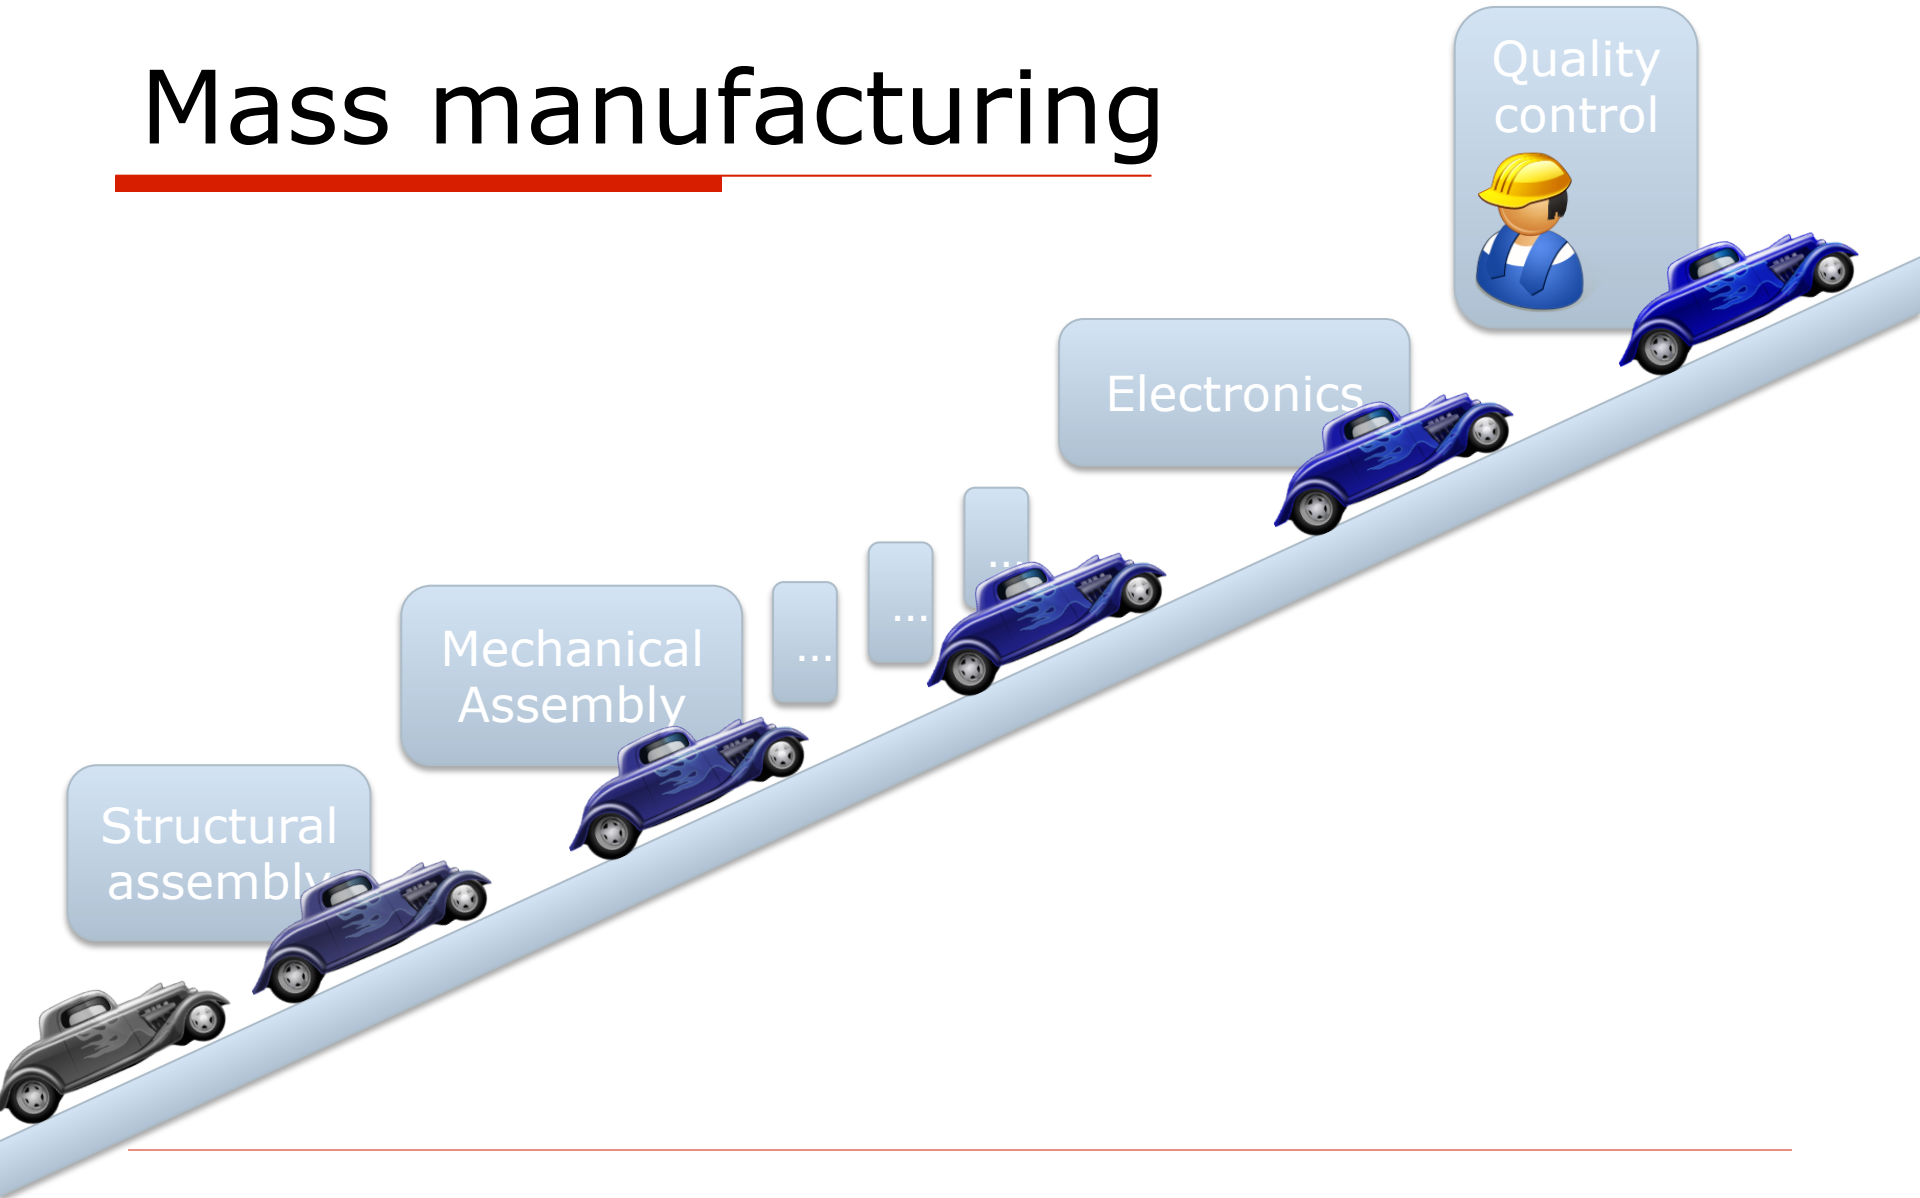 Mass manufacturing
Quality
control
Electronics
...
...
...
Mechanical
Assembly
Structural
assembly